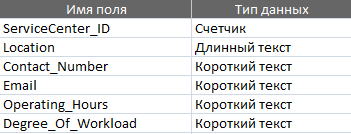 Имя поля Тип данных
ServiceCenter_ID Счетчик
Location Длинный текст
Contact_Number Короткий текст
Email Короткий текст
Operating_Hours Короткий текст
Degree_Of_Workload Короткий текст